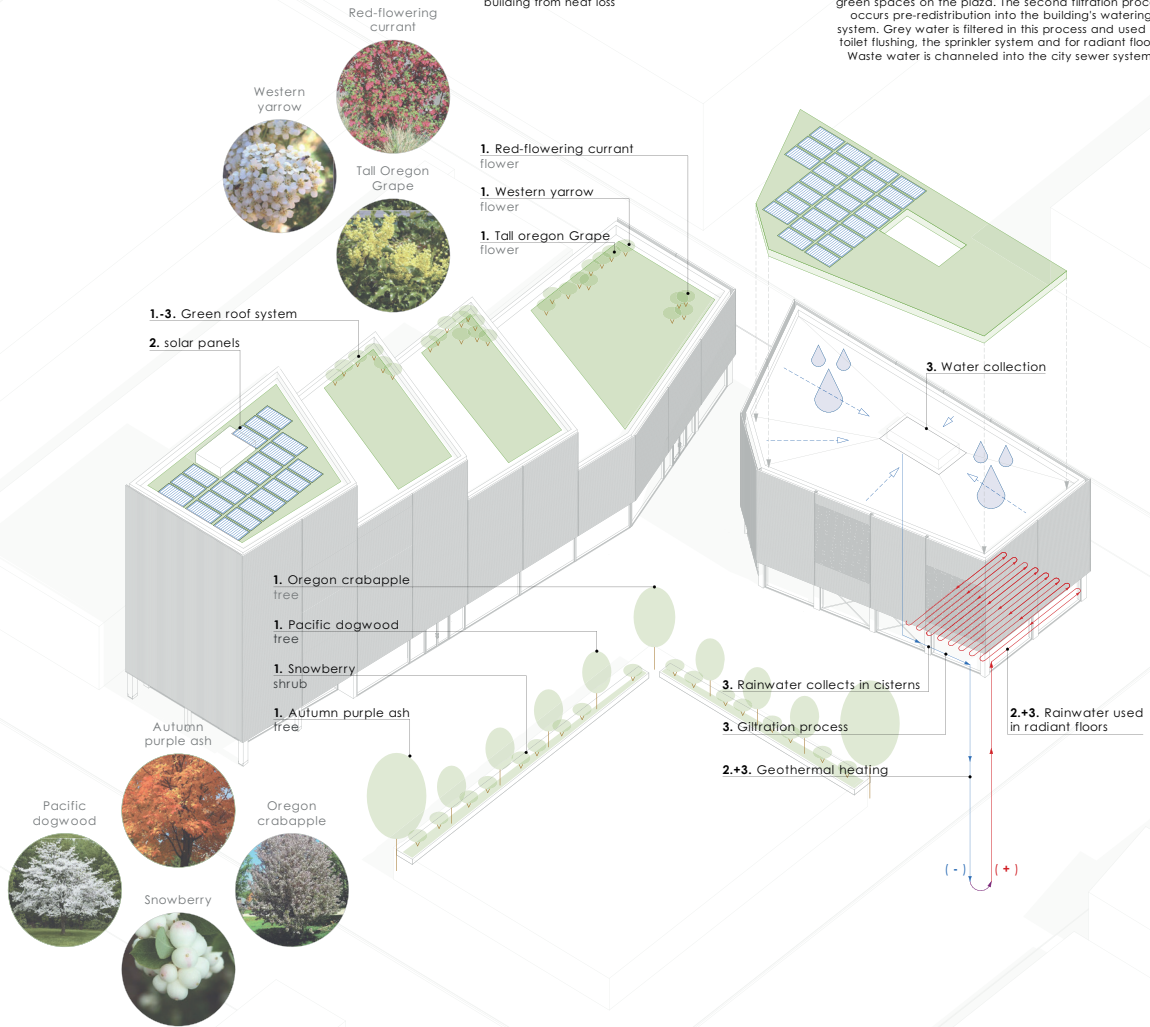 building from heat loss
green spaces on the plaza. The second filtration proc
occurs pre-redistribution into the building's watering
system. Grey water is filtered in this process and used
toilet flushing, the sprinkler system and for radiant floo
Waste water is channeled into the city sewer system
Red-flowering
currant
Western
yarrow
Tall Oregon
Grape
1. Red-flowering currant
flower
1. Western yarrow
flower
1. Tall oregon Grape
flower
1.-3. Green roof system
2. solar panels
3. Water collection
1. Oregon crabapple
tree
1. Pacific dogwood
tree
1. Snowberry
shrub
1. Autumn purple ash
tree
3. Rainwater collects in cisterns
3. Giltration process
2.+3. Geothermal heating
2.+3. Rainwater used
in radiant floors
( - )
( + )
Autumn
purple ash
Pacific
dogwood
Oregon
crabapple
Snowberry